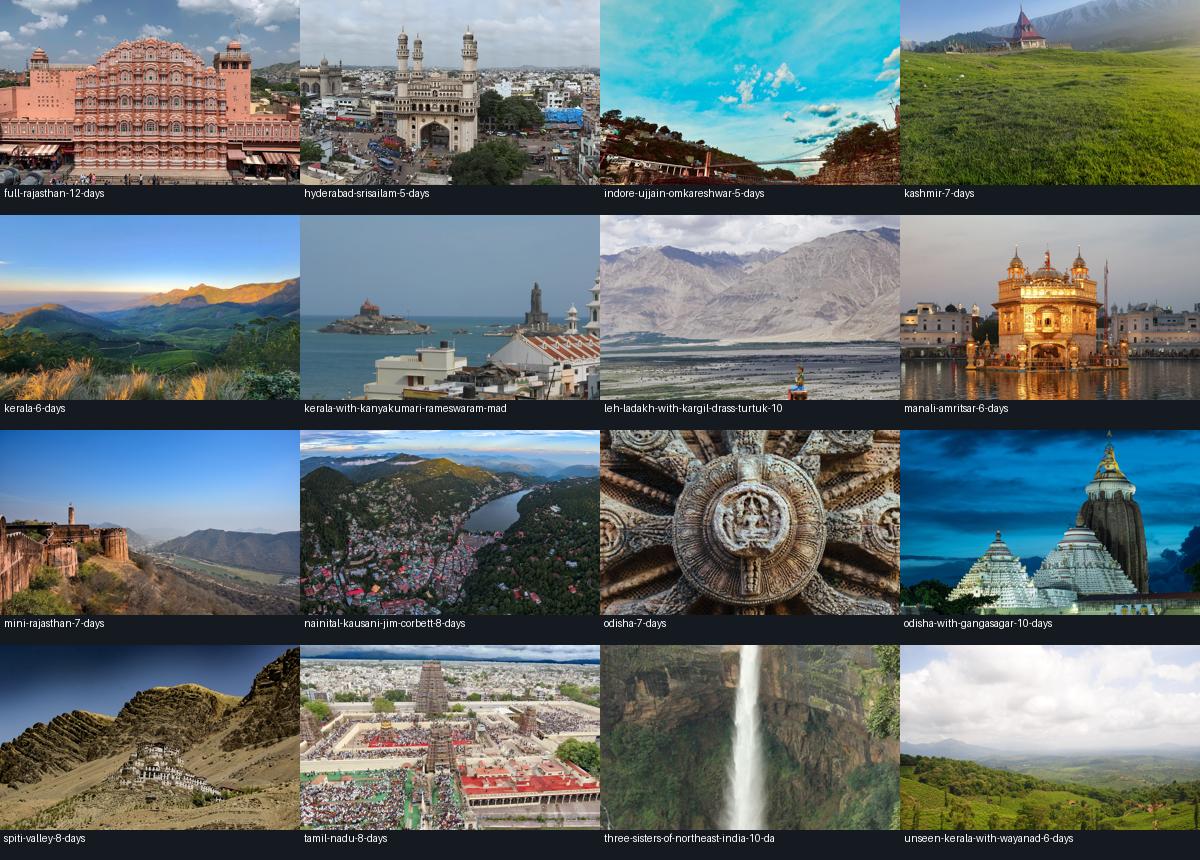 full-rajasthan-12-days
hyderabad-srisailam-5-days
indore-ujjain-omkareshwar-5-days
kashmir-7-days
kerala-6-days
kerala-with-kanyakumari-rameswaram-mad
leh-ladakh-with-kargil-drass-turtuk-10
manali-amritsar-6-days
mini-rajasthan-7-days
nainital-kausani-jim-corbett-8-days
odisha-7-days
odisha-with-gangasagar-10-days
spiti-valley-8-days
tamil-nadu-8-days
three-sisters-of-northeast-india-10-da
unseen-kerala-with-wayanad-6-days